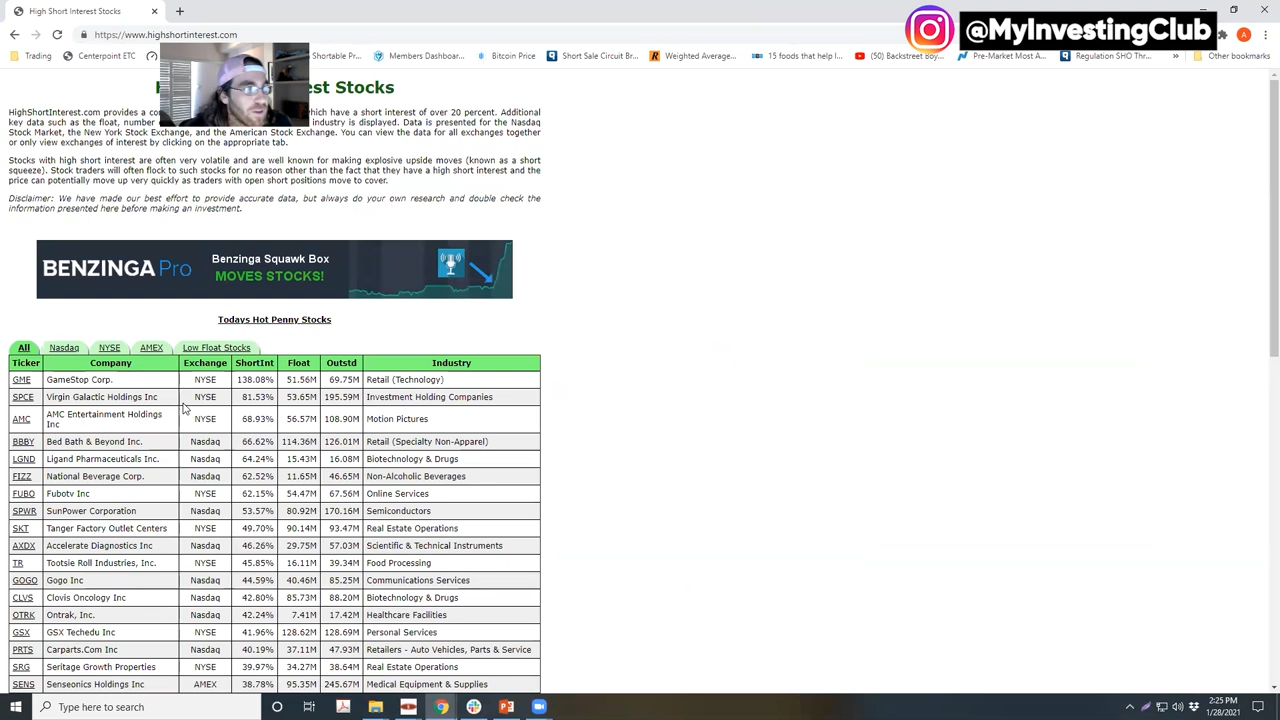 High Short Interest Stocks
@MyInvestingClub
https://www.highshortinterest.com
Trading
Centerpoint ETC
Shortable Pr...
Members-Dashboard...
Bitcoin Price
Short Sale Circuit Br...
Weighted Average...
15 foods that help l...
(50) Backstreet Boy...
Pre-Market Most A...
Regulation SHO Thr...
Other bookmarks
est Stocks
HighShortInterest.com provides a co which have a short interest of over 20 percent. Additional
key data such as the float, number industry is displayed. Data is presented for the Nasdaq
Stock Market, the New York Stock Exchange, and the American Stock Exchange. You can view the data for all exchanges together
or only view exchanges of interest by clicking on the appropriate tab.
Stocks with high short interest are often very volatile and are well known for making explosive upside moves (known as a short
squeeze). Stock traders will often flock to such stocks for no reason other than the fact that they have a high short interest and the
price can potentially move up very quickly as traders with open short positions move to cover.
Disclaimer: We have made our best effort to provide accurate data, but always do your own research and double check the
information presented here before making an investment.
BENZINGA Pro
Benzinga Squawk Box
MOVES STOCKS!
Todays Hot Penny Stocks
All Nasdaq NYSE AMEX Low Float Stocks
Ticker Company Exchange ShortInt Float Outstd Industry
GME GameStop Corp. NYSE 138.08% 51.56M 69.75M Retail (Technology)
SPCE Virgin Galactic Holdings Inc NYSE 81.53% 53.65M 195.59M Investment Holding Companies
AMC AMC Entertainment Holdings Inc NYSE 68.93% 56.57M 108.90M Motion Pictures
BBBY Bed Bath & Beyond Inc. Nasdaq 66.62% 114.36M 126.01M Retail (Specialty Non-Apparel)
LGND Ligand Pharmaceuticals Inc. Nasdaq 64.24% 15.43M 16.08M Biotechnology & Drugs
FIZZ National Beverage Corp. Nasdaq 62.52% 11.65M 46.65M Non-Alcoholic Beverages
FUBO Fubotv Inc NYSE 62.15% 54.47M 67.56M Online Services
SPWR SunPower Corporation Nasdaq 53.57% 80.92M 170.16M Semiconductors
SKT Tanger Factory Outlet Centers NYSE 49.70% 90.14M 93.47M Real Estate Operations
AXDX Accelerate Diagnostics Inc Nasdaq 46.26% 29.75M 57.03M Scientific & Technical Instruments
TR Tootsie Roll Industries, Inc. NYSE 45.85% 16.11M 39.34M Food Processing
GOGO Gogo Inc Nasdaq 44.59% 40.46M 85.25M Communications Services
CLVS Clovis Oncology Inc Nasdaq 42.80% 85.73M 88.20M Biotechnology & Drugs
OTRK Ontrak, Inc. Nasdaq 42.24% 7.41M 17.42M Healthcare Facilities
GSX GSX Techedu Inc NYSE 41.96% 128.62M 128.69M Personal Services
PRTS Carparts.Com Inc Nasdaq 40.19% 37.11M 47.93M Retailers - Auto Vehicles, Parts & Service
SRG Seritage Growth Properties NYSE 39.97% 34.27M 38.64M Real Estate Operations
SENS Senseonics Holdings Inc AMEX 38.78% 95.35M 245.67M Medical Equipment & Supplies
Type here to search
2:25 PM
1/28/2021